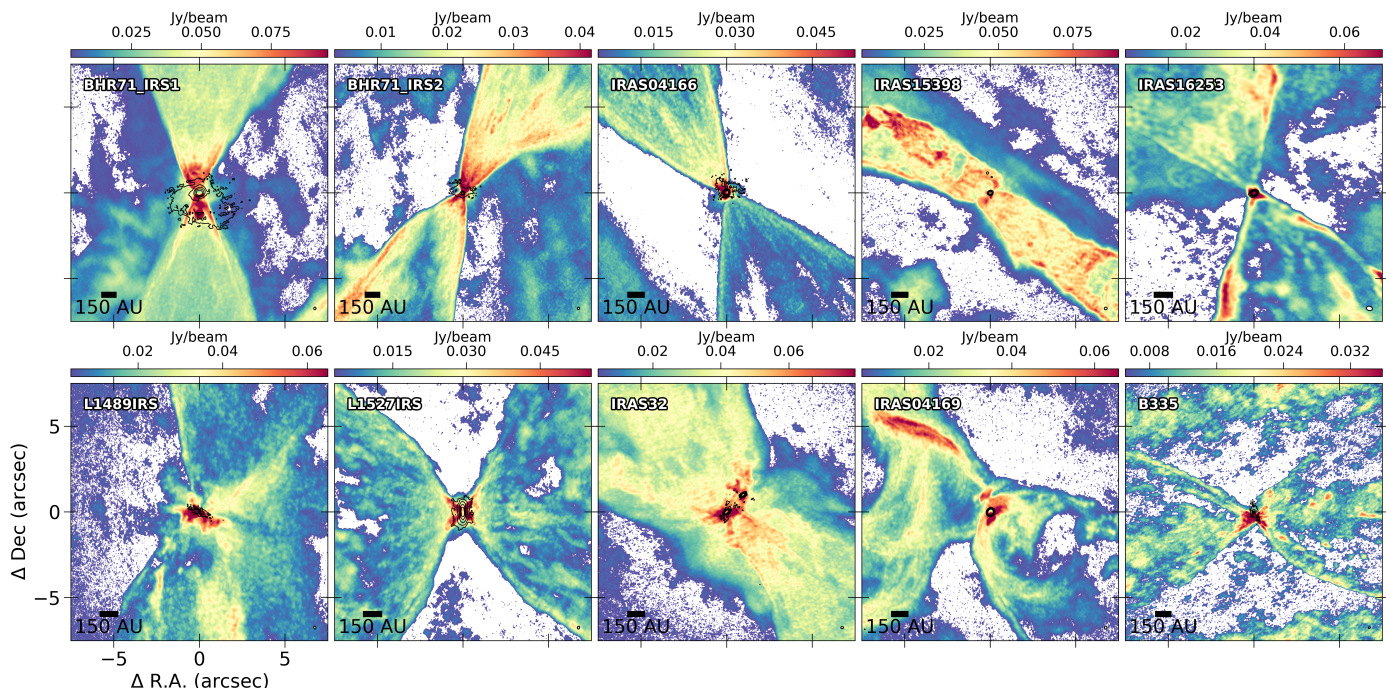 Jy/beam Jy/beam Jy/beam Jy/beam Jy/beam
0.025 0.050 0.075 0.01 0.02 0.03 0.04 0.015 0.030 0.045 0.025 0.050 0.075 0.02 0.04 0.06
BHR71_IRS1 BHR71_IRS2 IRAS04166 IRAS15398 IRAS16253
150 AU 150 AU 150 AU 150 AU 150 AU
Jy/beam Jy/beam Jy/beam Jy/beam Jy/beam
0.02 0.04 0.06 0.015 0.030 0.045 0.02 0.04 0.06 0.02 0.04 0.06 0.008 0.016 0.024 0.032
L1489IRS L1527IRS IRAS32 IRAS04169 B335
5
0
−5
Δ Dec (arcsec)
150 AU 150 AU 150 AU 150 AU 150 AU
−5 0 5
Δ R.A. (arcsec)